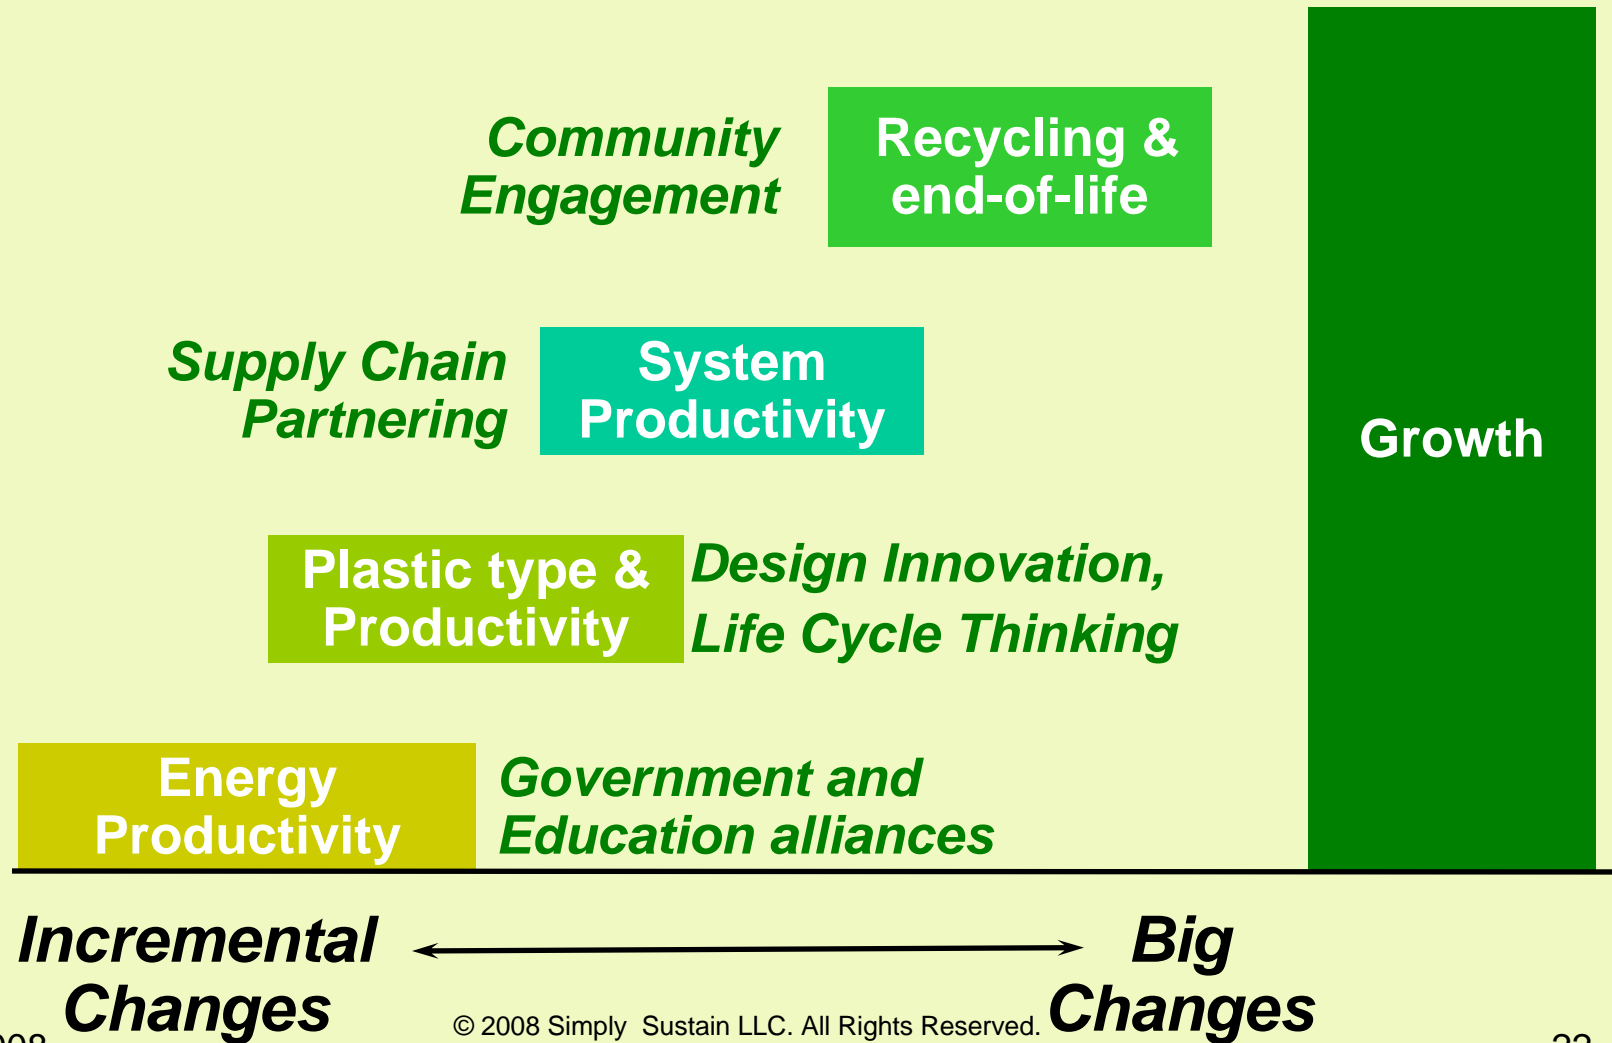 Community
Engagement
Recycling &
end-of-life
Supply Chain
Partnering
System
Productivity
Growth
Plastic type &
Productivity
Design Innovation,
Life Cycle Thinking
Energy
Productivity
Government and
Education alliances
Incremental
Changes
Big
Changes
© 2008 Simply Sustain LLC. All Rights Reserved.